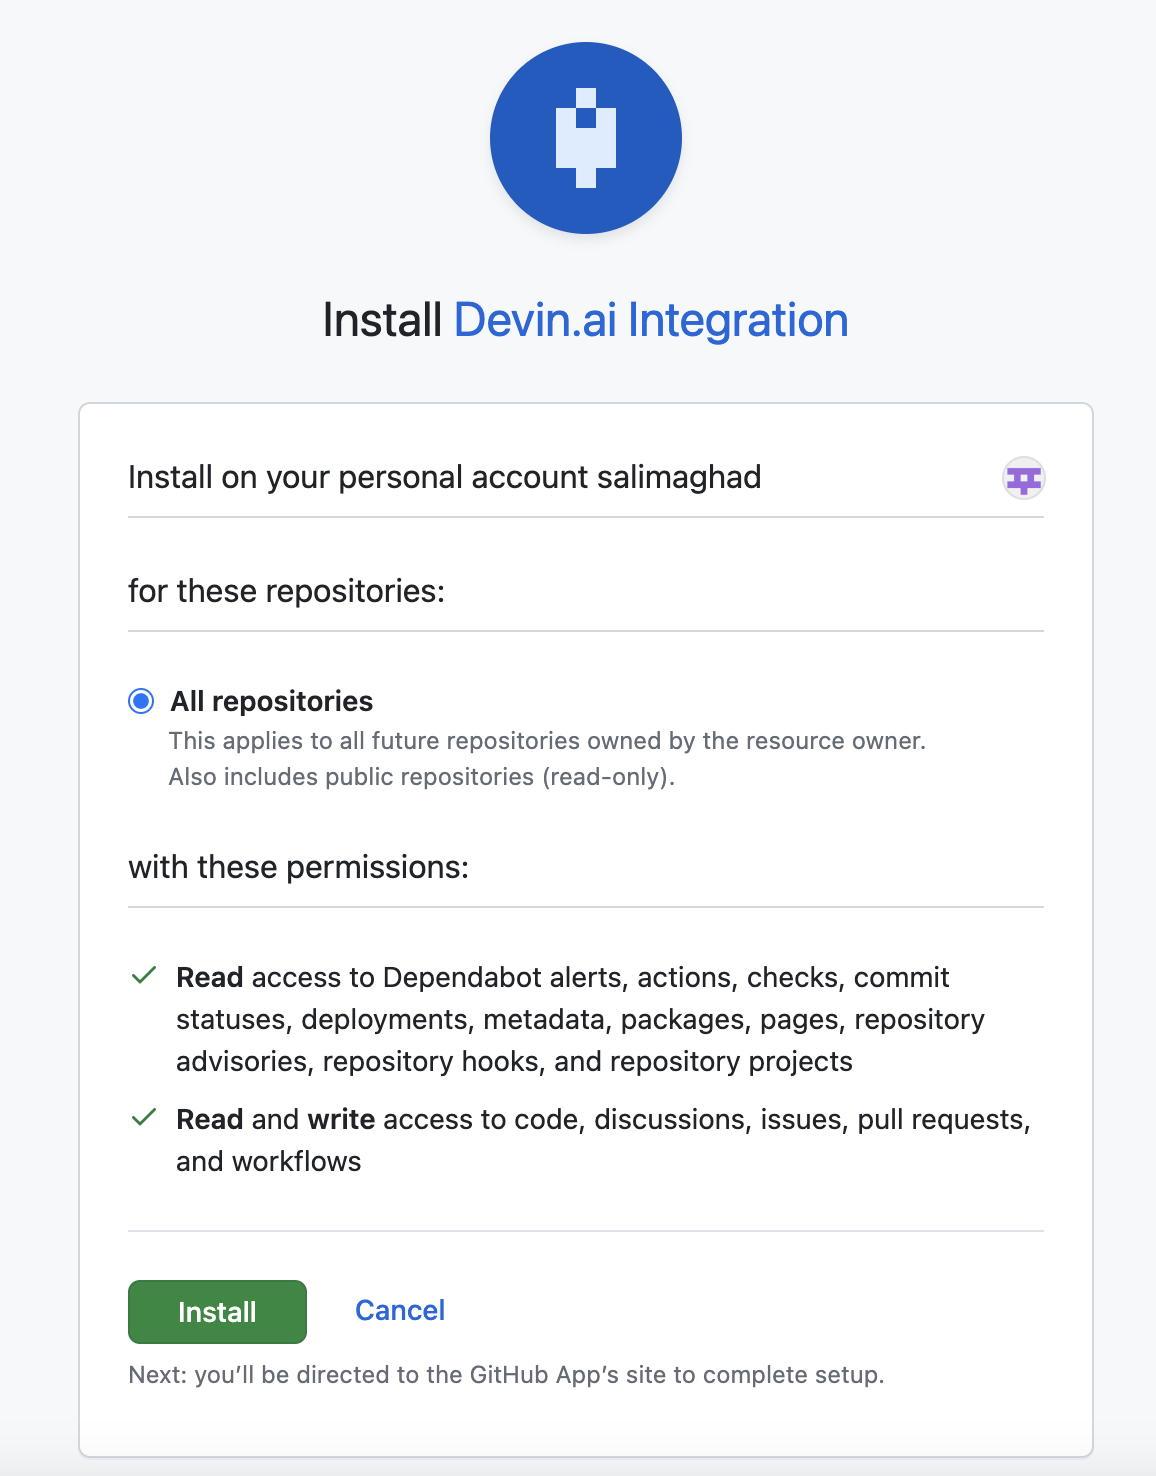 Install Devin.ai Integration
Install on your personal account salimaghad
for these repositories:
All repositories
This applies to all future repositories owned by the resource owner.
Also includes public repositories (read-only).
with these permissions:
Read access to Dependabot alerts, actions, checks, commit
statuses, deployments, metadata, packages, pages, repository
advisories, repository hooks, and repository projects
Read and write access to code, discussions, issues, pull requests,
and workflows
Install
Cancel
Next: you’ll be directed to the GitHub App’s site to complete setup.